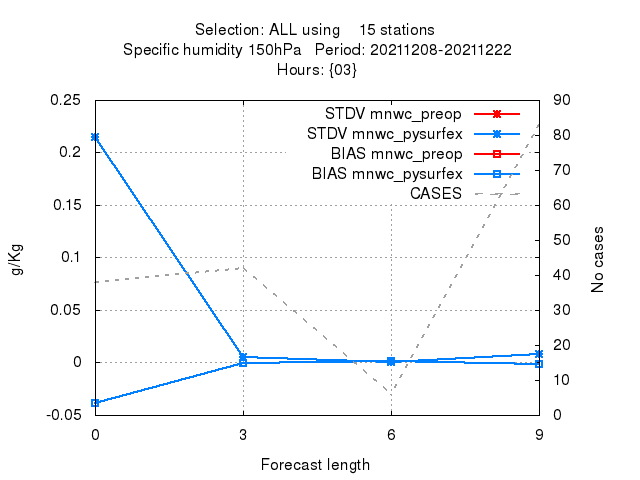 Selection: ALL using    15 stations
Specific humidity 150hPa   Period: 20211208-20211222
Hours: {03}
STDV mnwc_preop
STDV mnwc_pysurfex
BIAS mnwc_preop
BIAS mnwc_pysurfex
CASES
0.25
0.2
0.15
0.1
0.05
0
-0.05
g/Kg
90
80
70
60
50
40
30
20
10
0
No cases
0 3 6 9
Forecast length